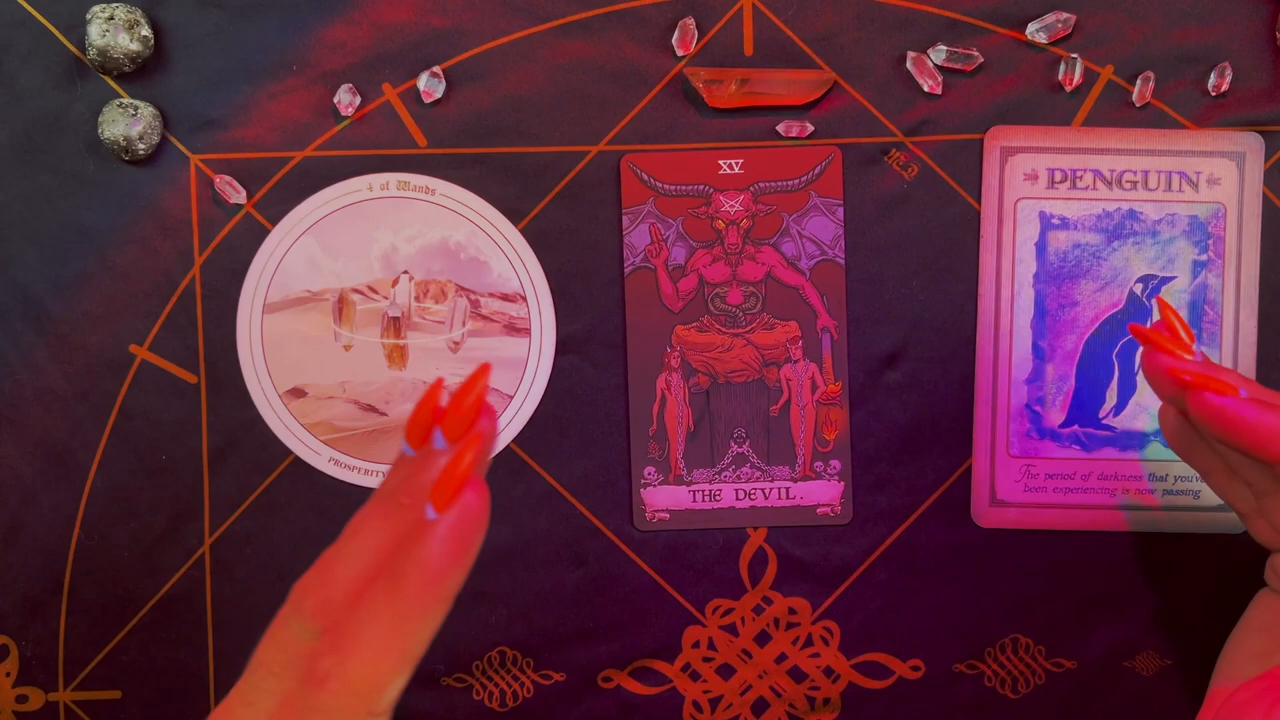 4 of Wands
PROSPERITY
XV
THE DEVIL.
PENGUIN
The period of darkness that you've
been experiencing is now passing